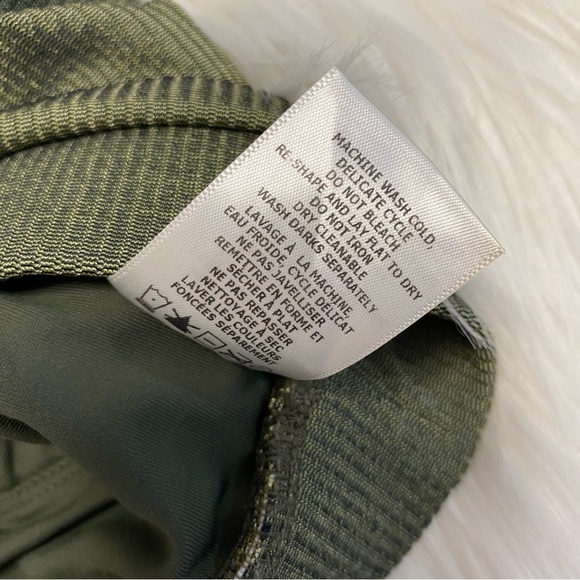 MACHINE WASH COLD
DELICATE CYCLE
DO NOT BLEACH
RE-SHAPE AND LAY FLAT TO DRY
DO NOT IRON
DRY CLEANABLE
WASH DARKS SEPARATELY
LAVAGE À LA MACHINE
EAU FROIDE, CYCLE DELICAT
NE PAS JAVELLISER
REMETTRE EN FORME ET
SÉCHER À PLAT
NE PAS REPASSER
NETTOYAGE À SEC
LAVER LES COULEURS
FONCÉES SÉPAREMENT